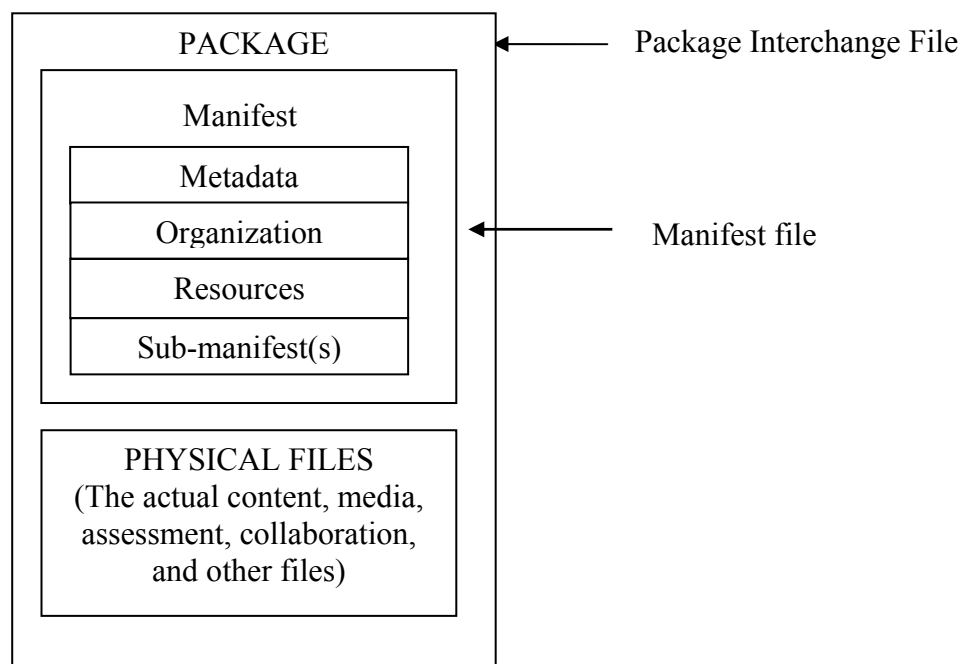 PACKAGE
Package Interchange File
Manifest
Metadata
Organization
Manifest file
Resources
Sub-manifest(s)
PHYSICAL FILES
(The actual content, media,
assessment, collaboration,
and other files)